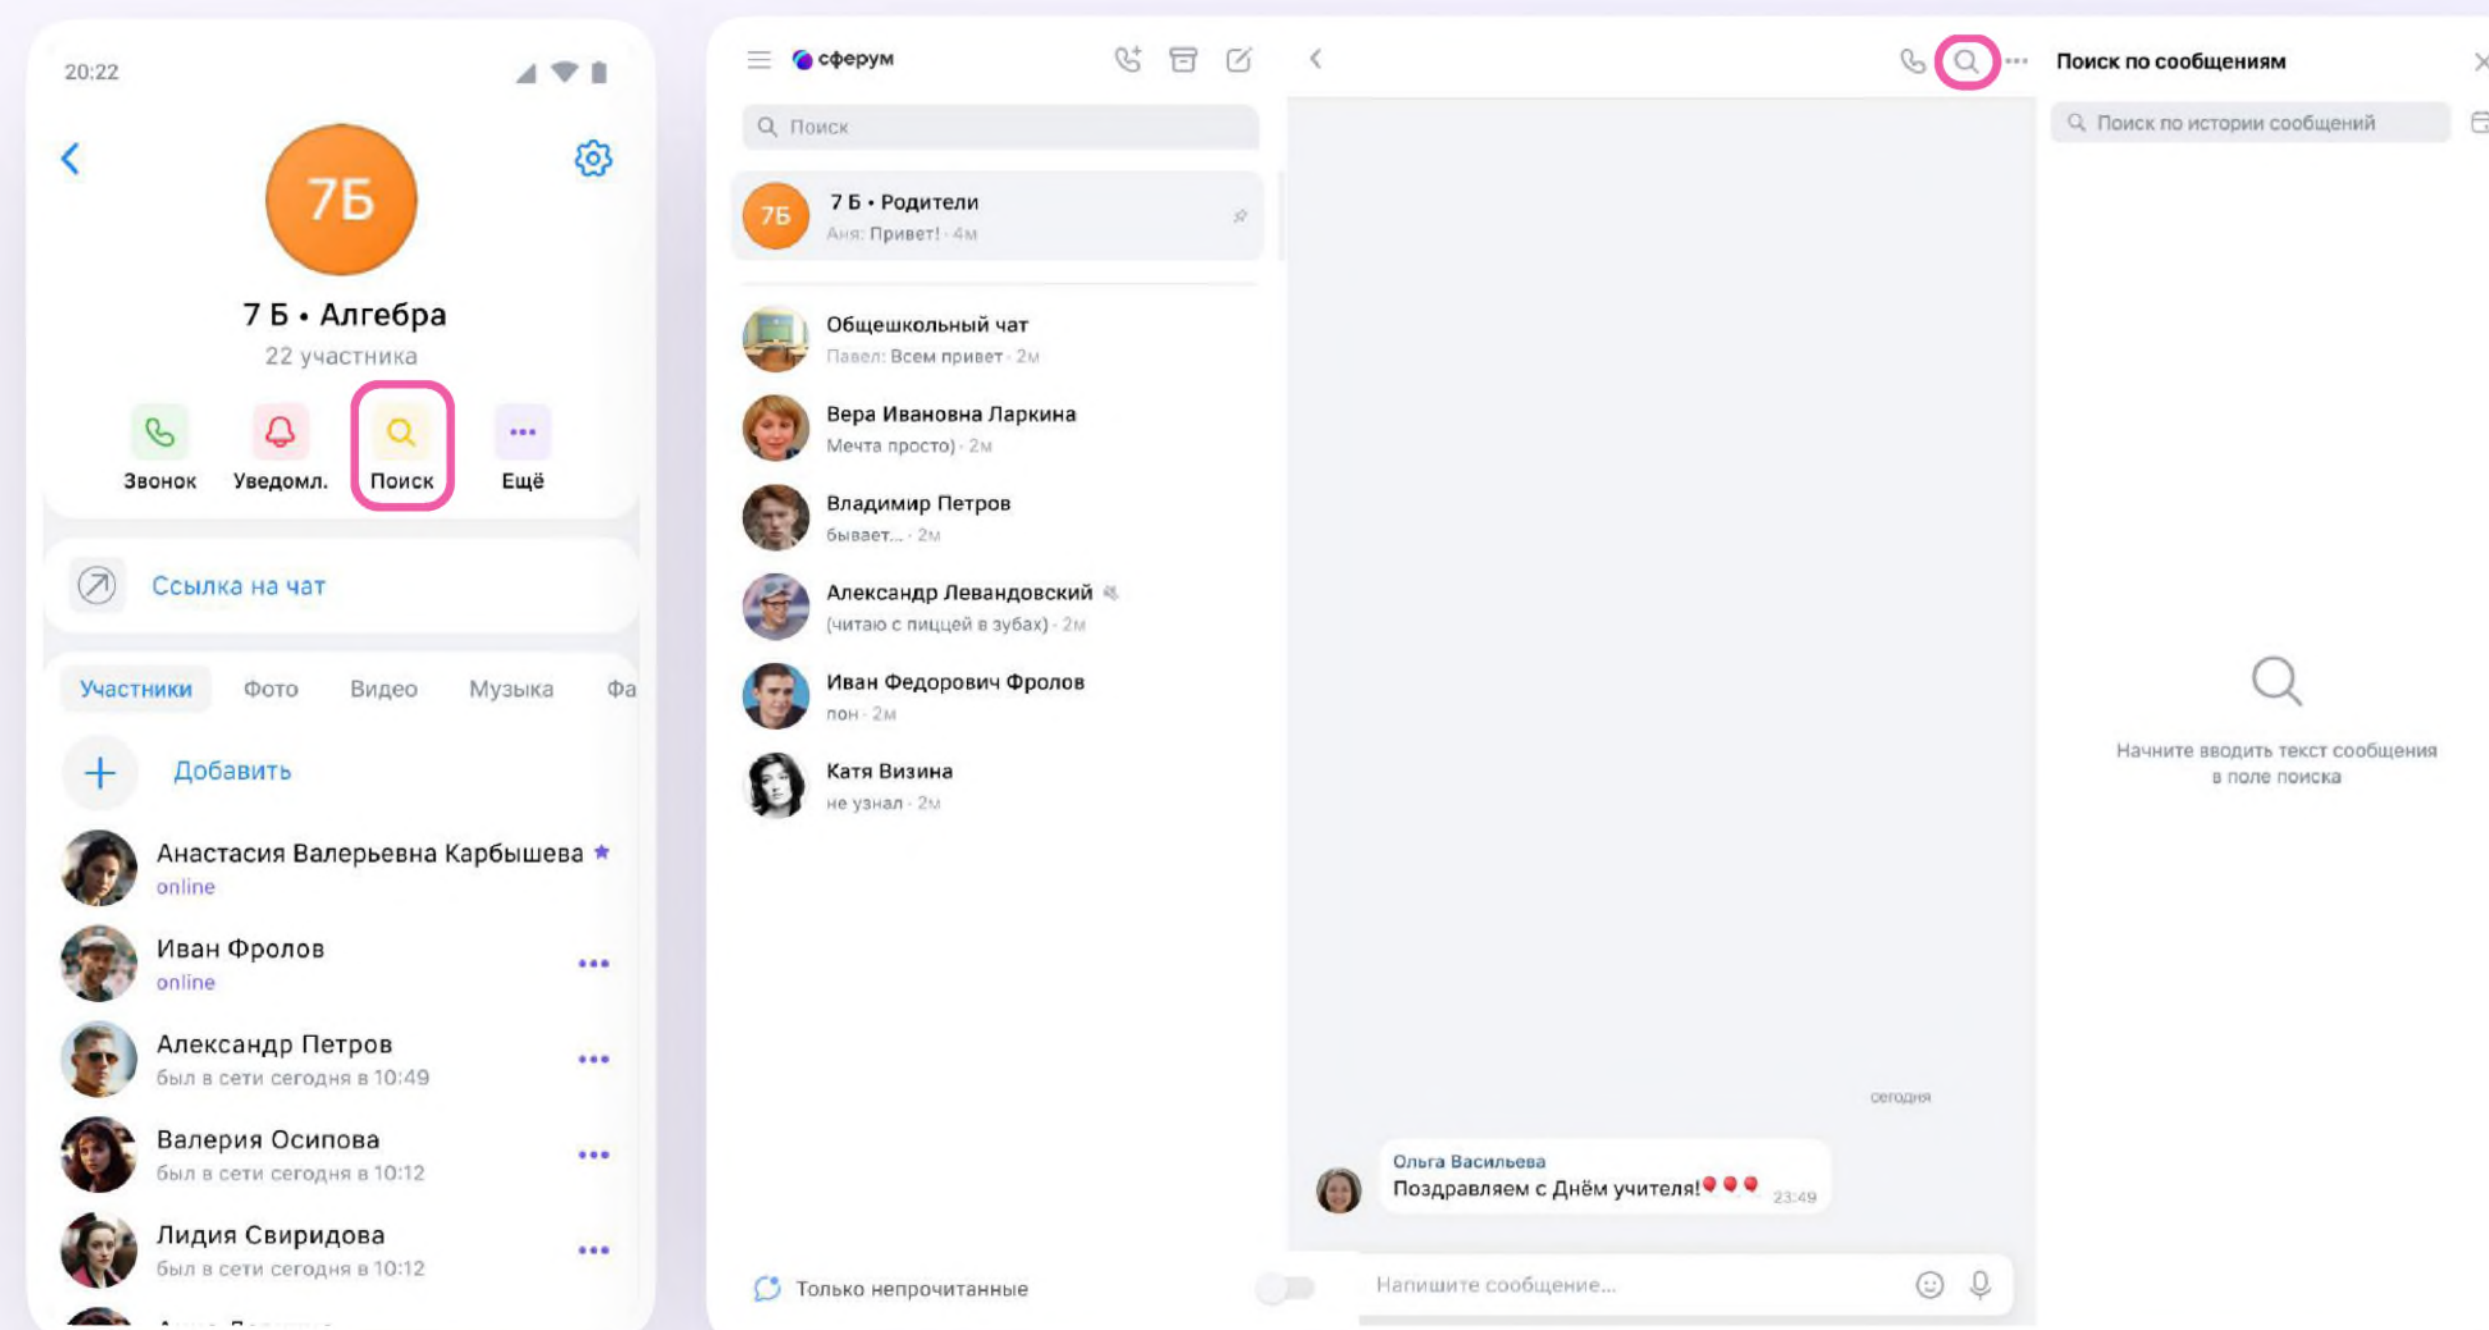 20:22
7Б
7 Б • Алгебра
22 участника
Звонок
Уведомл.
Поиск
Ещё
Ссылка на чат
Участники
Фото
Видео
Музыка
Фа
Добавить
Анастасия Валерьевна Карбышева
online
Иван Фролов
online
Александр Петров
был в сети сегодня в 10:49
Валерия Осипова
был в сети сегодня в 10:12
Лидия Свиридова
был в сети сегодня в 10:12
сферум
Поиск
7Б
7 Б • Родители
Аня: Привет! · 4м
Общешкольный чат
Павел: Всем привет · 2м
Вера Ивановна Ларкина
Мечта просто) · 2м
Владимир Петров
бывает... · 2м
Александр Левандовский
(читаю с пиццей в зубах) · 2м
Иван Федорович Фролов
пон · 2м
Катя Визина
не узнал · 2м
Только непрочитанные
сегодня
Ольга Васильева
Поздравляем с Днём учителя!🎈🎈🎈 23:49
Напишите сообщение...
Поиск по сообщениям
Поиск по истории сообщений
Начните вводить текст сообщения
в поле поиска